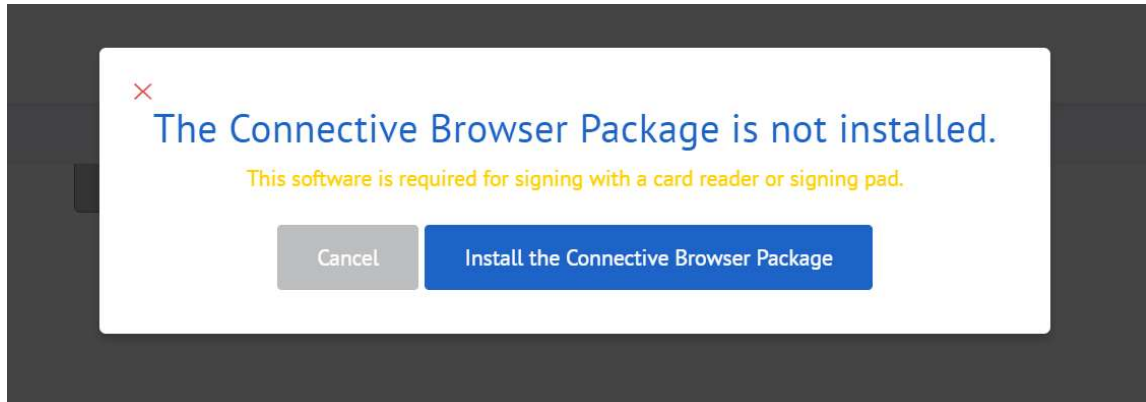 The Connective Browser Package is not installed.
This software is required for signing with a card reader or signing pad.
Cancel
Install the Connective Browser Package